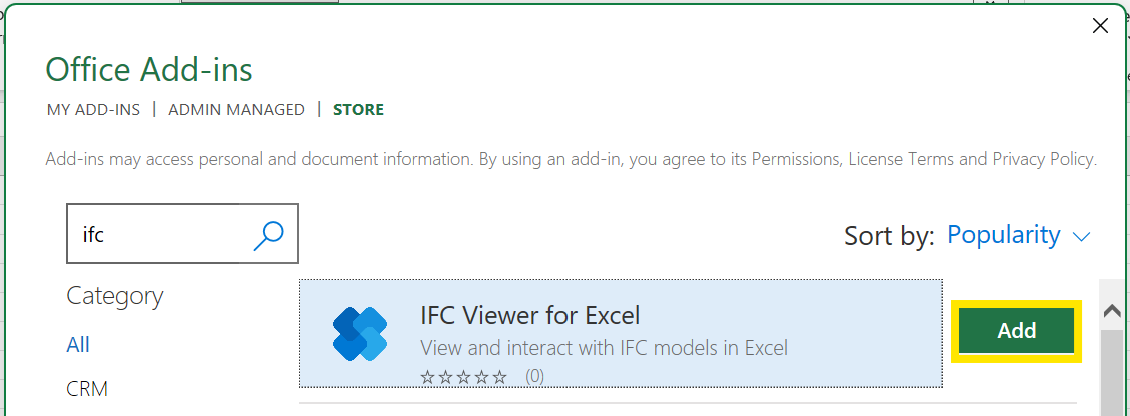 Office Add-ins
MY ADD-INS | ADMIN MANAGED | STORE
Add-ins may access personal and document information. By using an add-in, you agree to its Permissions, License Terms and Privacy Policy.
ifc
Sort by: Popularity
Category
All
CRM
IFC Viewer for Excel
View and interact with IFC models in Excel
(0)
Add